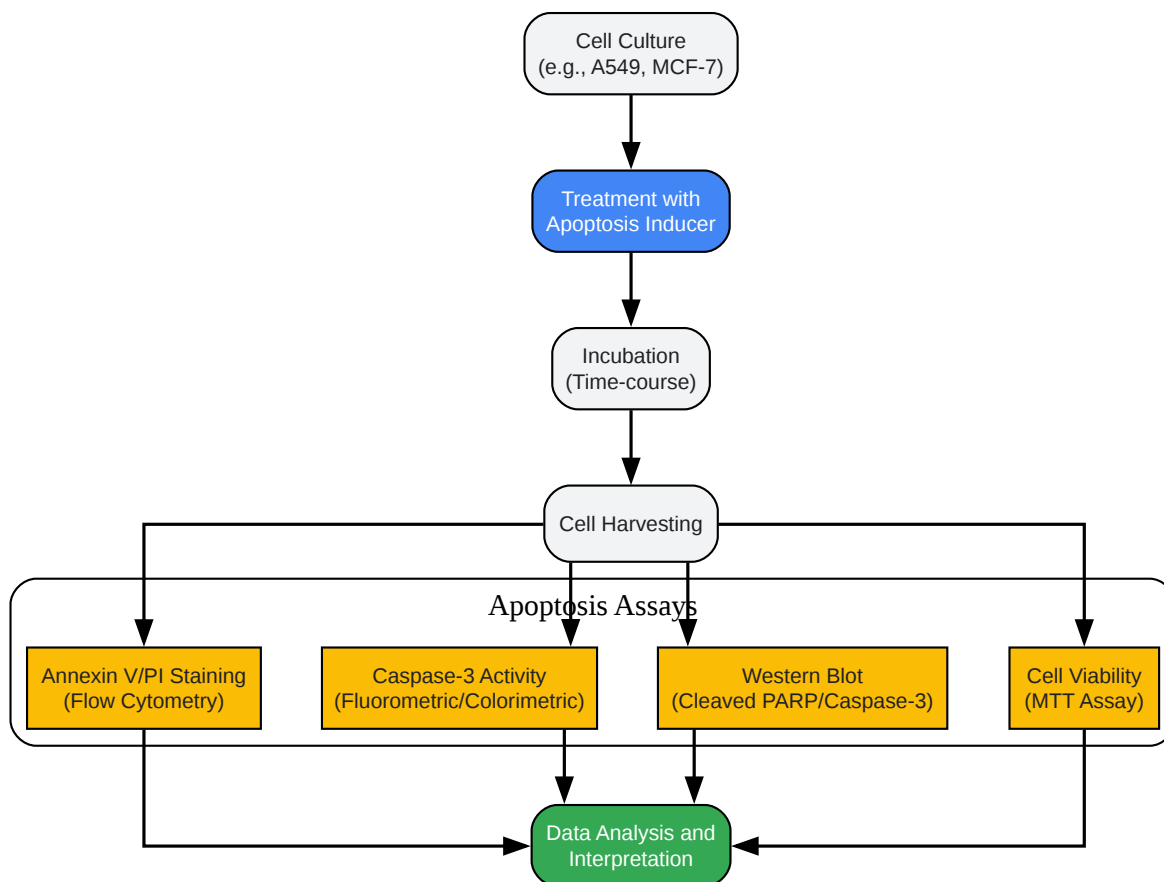 Cell Culture
(e.g., A549, MCF-7)
Treatment with
Apoptosis Inducer
Incubation
(Time-course)
Cell Harvesting
Apoptosis Assays
Annexin V/PI Staining
(Flow Cytometry)
Caspase-3 Activity
(Fluorometric/Colorimetric)
Western Blot
(Cleaved PARP/Caspase-3)
Cell Viability
(MTT Assay)
Data Analysis and
Interpretation